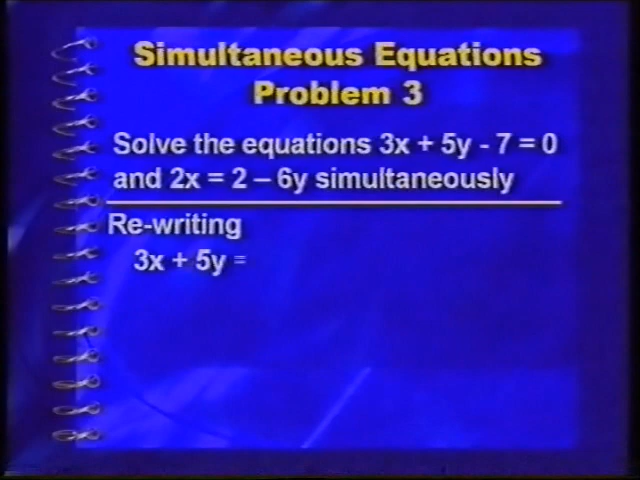 Simultaneous Equations
Problem 3
Solve the equations 3x + 5y - 7 = 0
and 2x = 2 – 6y simultaneously
Re-writing
3x + 5y =